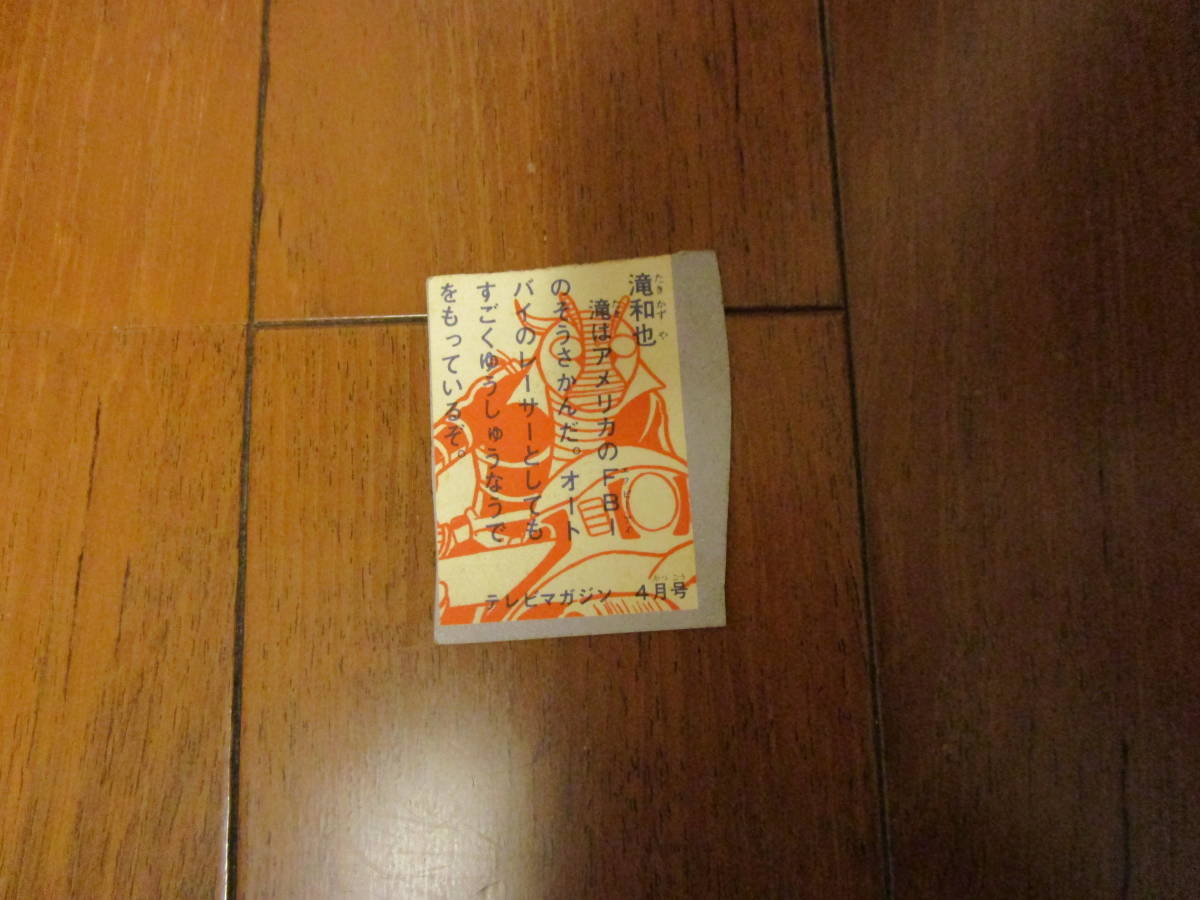 滝和也
滝はアメリカのFBI
のそうさかんだ。オート
バイのレーサーとしても
すごくゆうしゅうなうで
をもっているぞ。
テレビマガジン 4月号